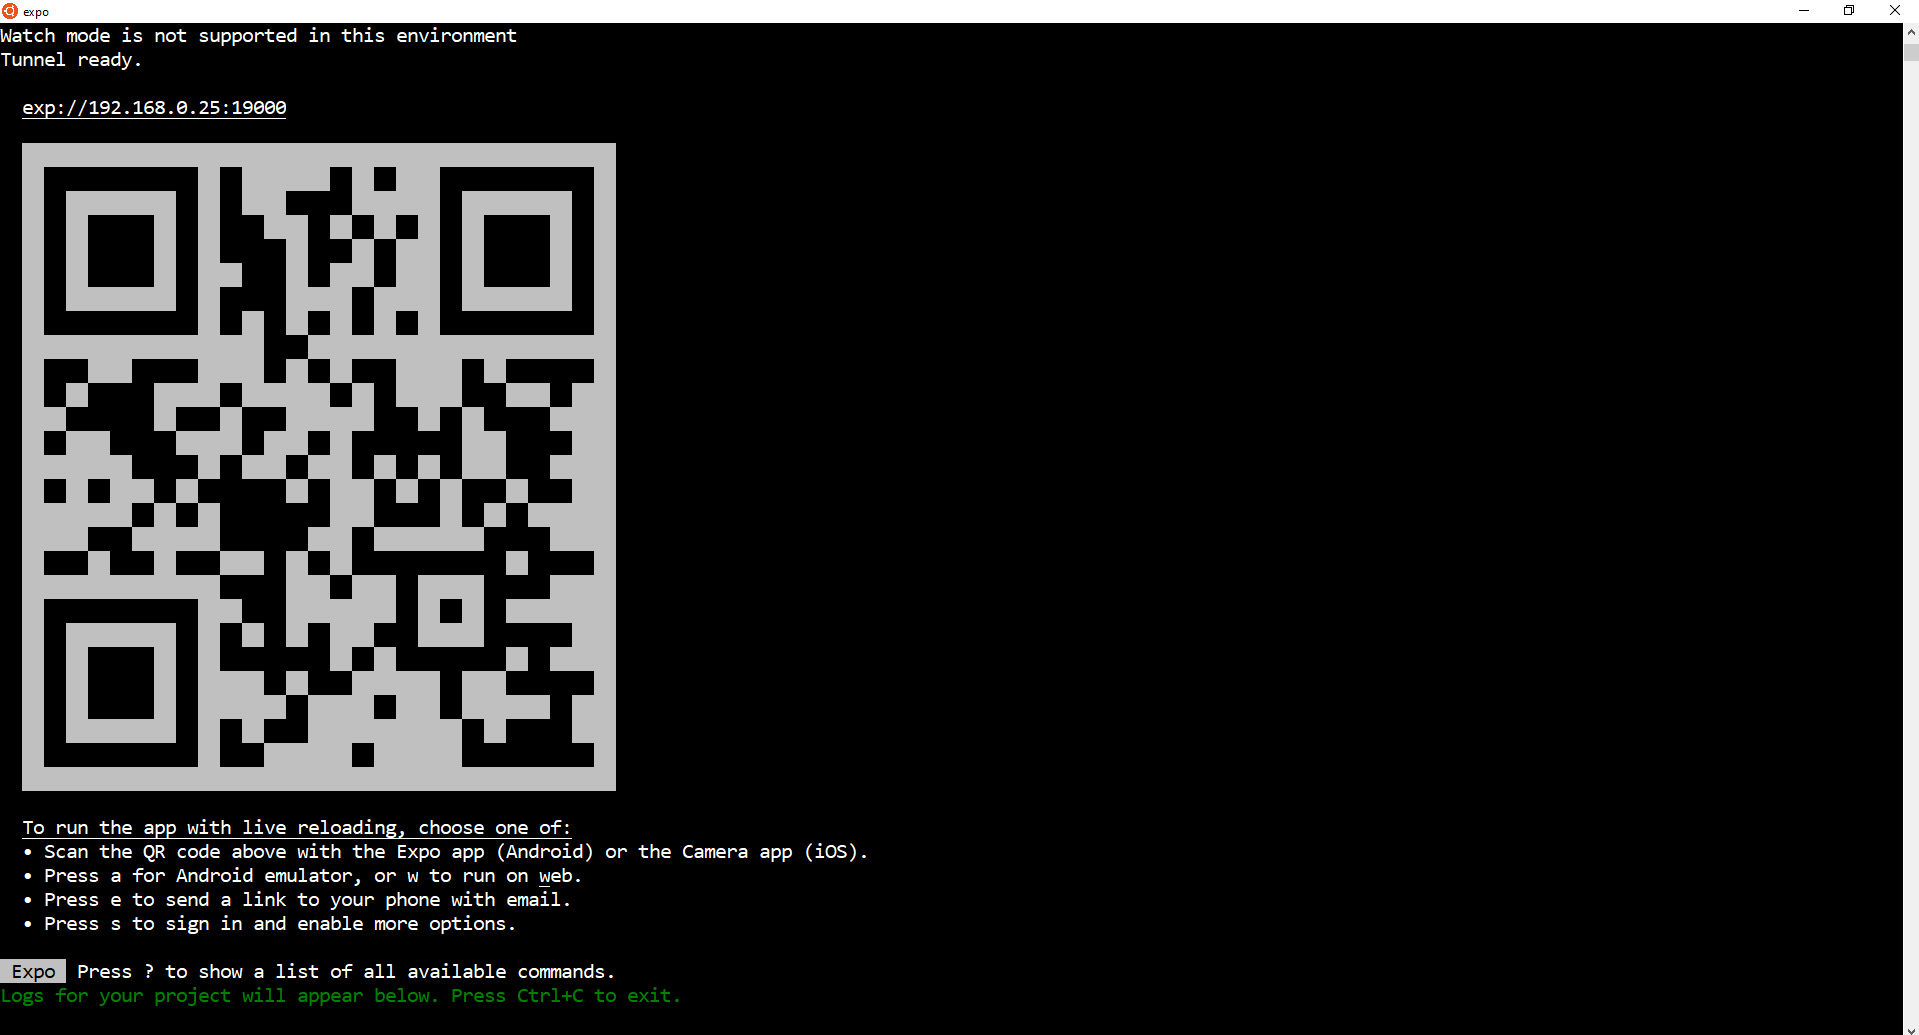 expo
Watch mode is not supported in this environment
Tunnel ready.
exp://192.168.0.25:19000
To run the app with live reloading, choose one of:
• Scan the QR code above with the Expo app (Android) or the Camera app (iOS).
• Press a for Android emulator, or w to run on web.
• Press e to send a link to your phone with email.
• Press s to sign in and enable more options.
Expo Press ? to show a list of all available commands.
Logs for your project will appear below. Press Ctrl+C to exit.